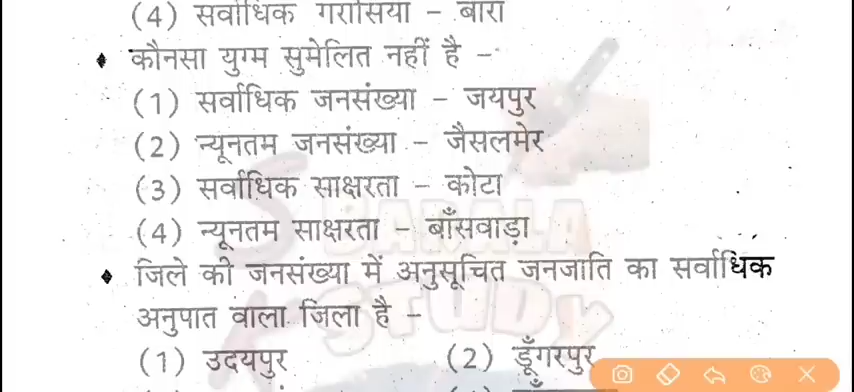 (4) सर्वाधिक गरासिया – बारां
♦ कौनसा युग्म सुमेलित नहीं है –
(1) सर्वाधिक जनसंख्या – जयपुर
(2) न्यूनतम जनसंख्या – जैसलमेर
(3) सर्वाधिक साक्षरता – कोटा
(4) न्यूनतम साक्षरता – बाँसवाड़ा
♦ जिले की जनसंख्या में अनुसूचित जनजाति का सर्वाधिक
अनुपात वाला जिला है –
(1) उदयपुर (2) डूँगरपुर